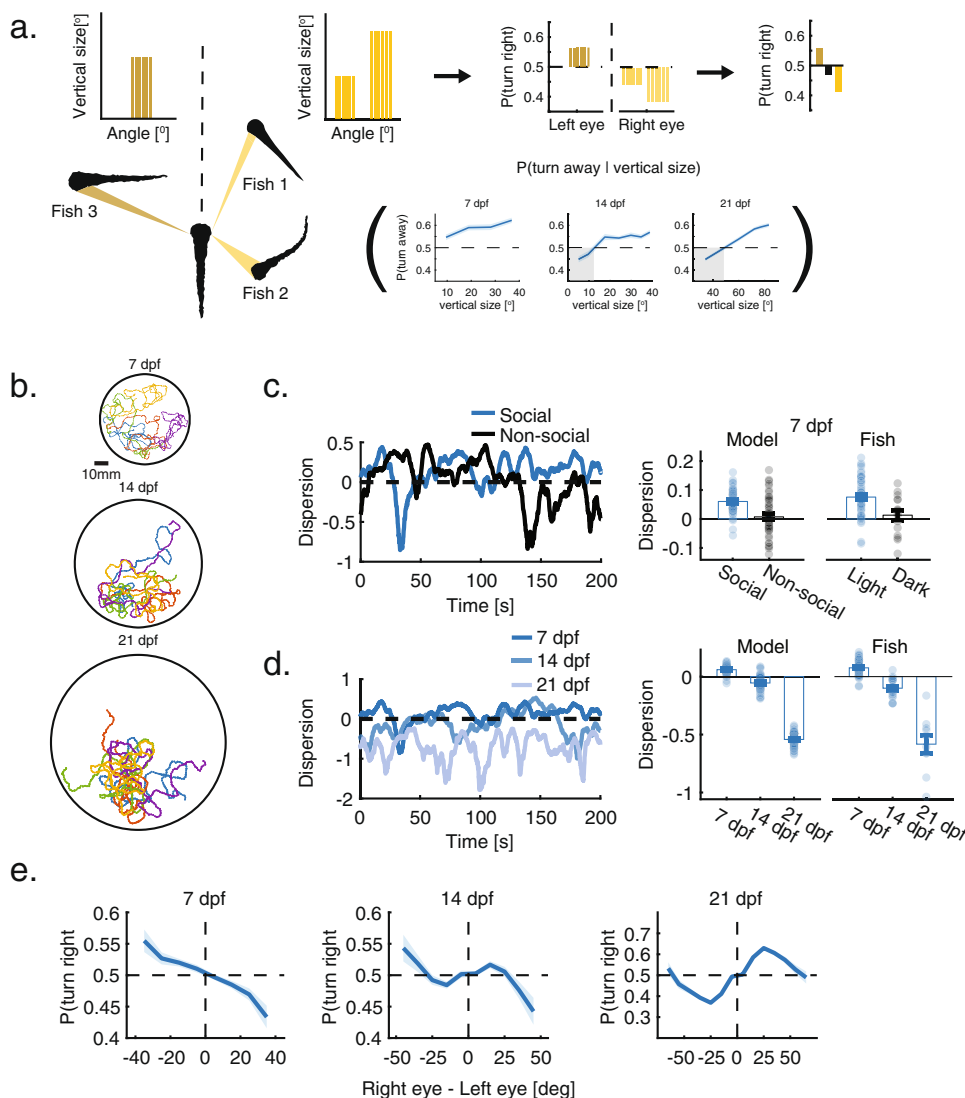 a.
Vertical size[º]
Angle [º]
Vertical size[º]
Angle [º]
P(turn right)
0.6
0.5
0.4
Left eye
Right eye
P(turn right)
0.6
0.5
0.4
Fish 1
Fish 2
Fish 3
P(turn away | vertical size)
7 dpf
P(turn away)
0.6
0.5
0.4
10 20 30 40
vertical size [º]
14 dpf
0.6
0.5
0.4
0 10 20 30 40
vertical size [º]
21 dpf
0.6
0.5
0.4
40 60 80
vertical size [º]
b.
7 dpf
10mm
14 dpf
21 dpf
c.
Social
Non-social
Dispersion
0.5
0
-0.5
-1
0 50 100 150 200
Time [s]
7 dpf
Model
Fish
Dispersion
0.2
0.1
0
-0.1
Social
Non-social
Light
Dark
d.
7 dpf
14 dpf
21 dpf
Dispersion
1
0
-1
-2
0 50 100 150 200
Time [s]
Model
Fish
Dispersion
0
-0.5
-1
7 dpf
14 dpf
21 dpf
7 dpf
14 dpf
21 dpf
e.
7 dpf
P(turn right
0.6
0.55
0.5
0.45
0.4
-40 -20 0 20 40
14 dpf
P(turn right
0.6
0.55
0.5
0.45
0.4
-50 -25 0 25 50
21 dpf
P(turn right
0.7
0.6
0.5
0.4
0.3
-50 -25 0 25 50
Right eye - Left eye [deg]